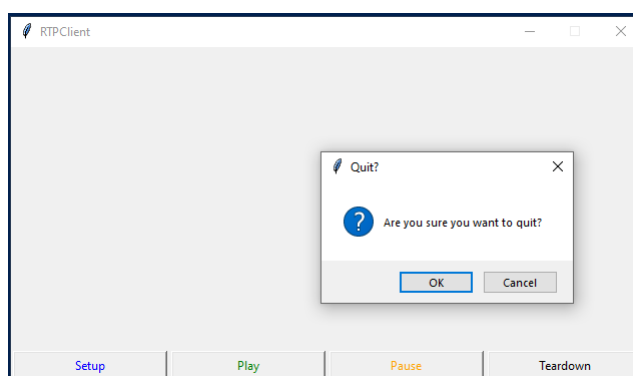 RTPClient
Quit?
Are you sure you want to quit?
OK Cancel
Setup Play Pause Teardown